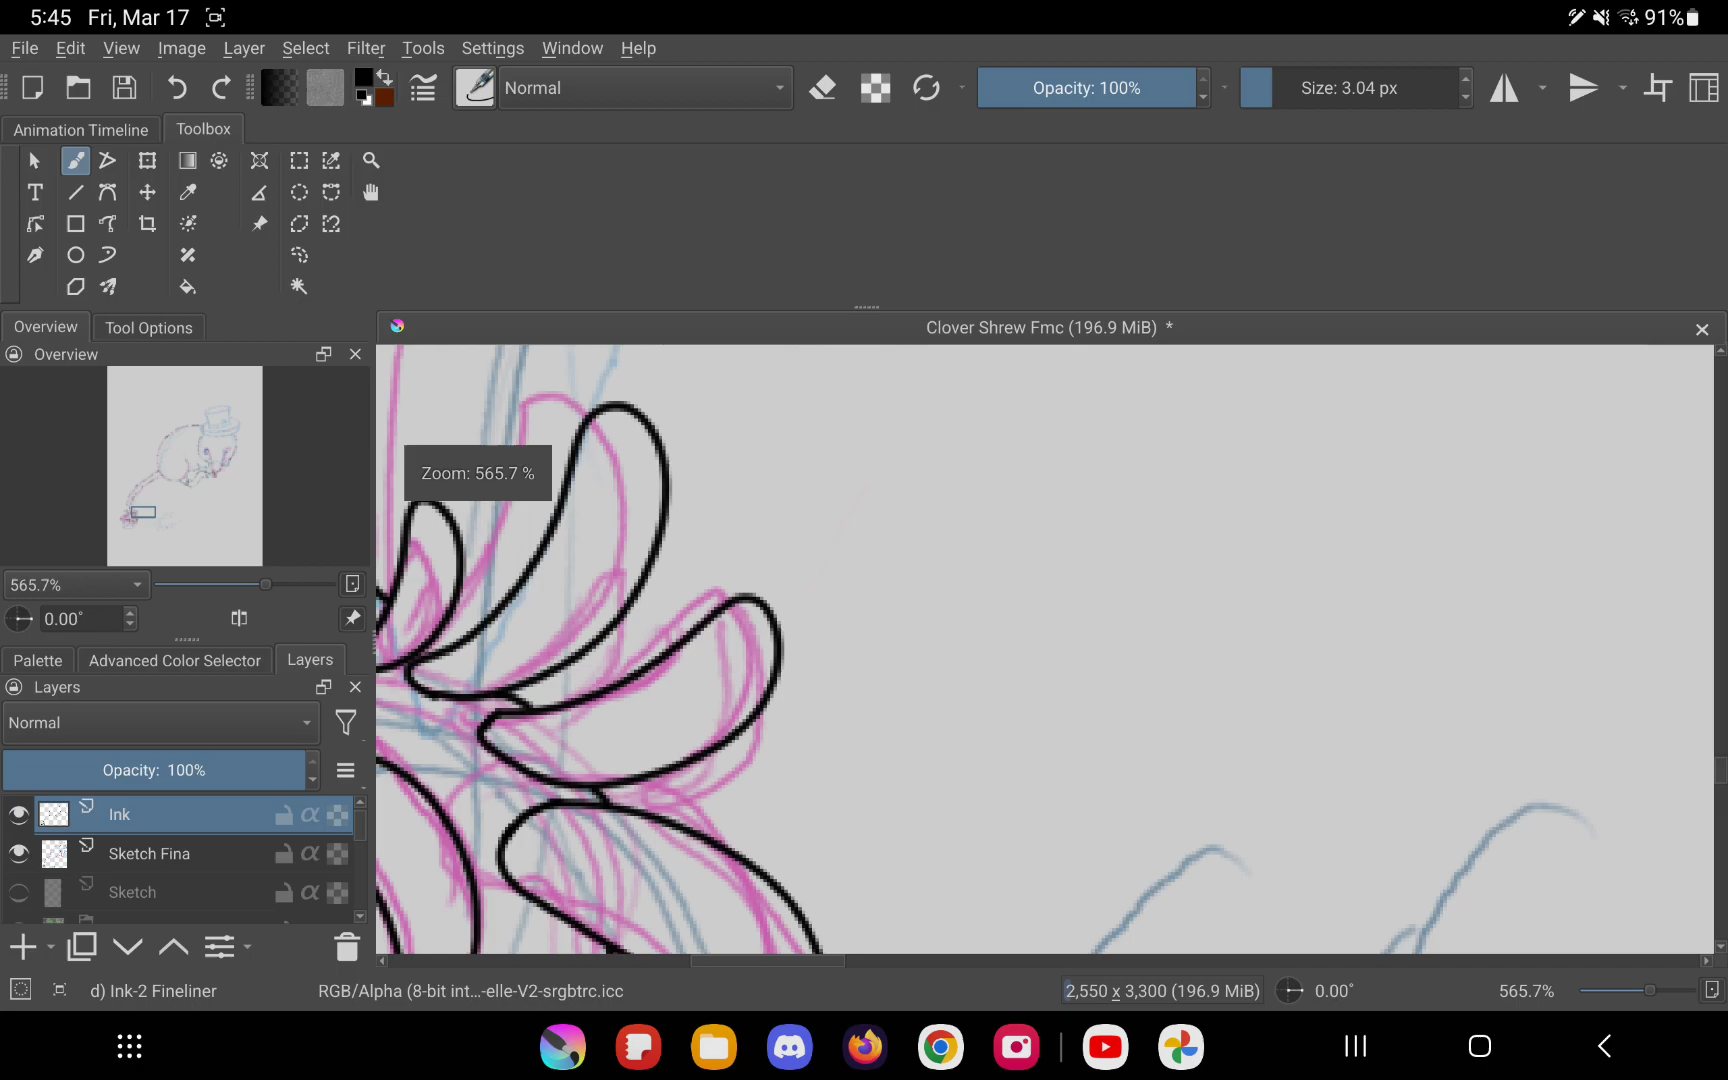 5:45 Fri, Mar 17 91%
File Edit View Image Layer Select Filter Tools Settings Window Help
Normal Opacity: 100% Size: 3.04 px
Animation Timeline Toolbox
Overview Tool Options
Clover Shrew Fmc (196.9 MiB) *
Overview
Zoom: 565.7 %
565.7%
0.00°
Palette Advanced Color Selector Layers
Layers
Normal
Opacity: 100%
Ink
Sketch Fina
Sketch
d) Ink-2 Fineliner RGB/Alpha (8-bit int...-elle-V2-srgbtrc.icc 2,550 x 3,300 (196.9 MiB) 0.00° 565.7%